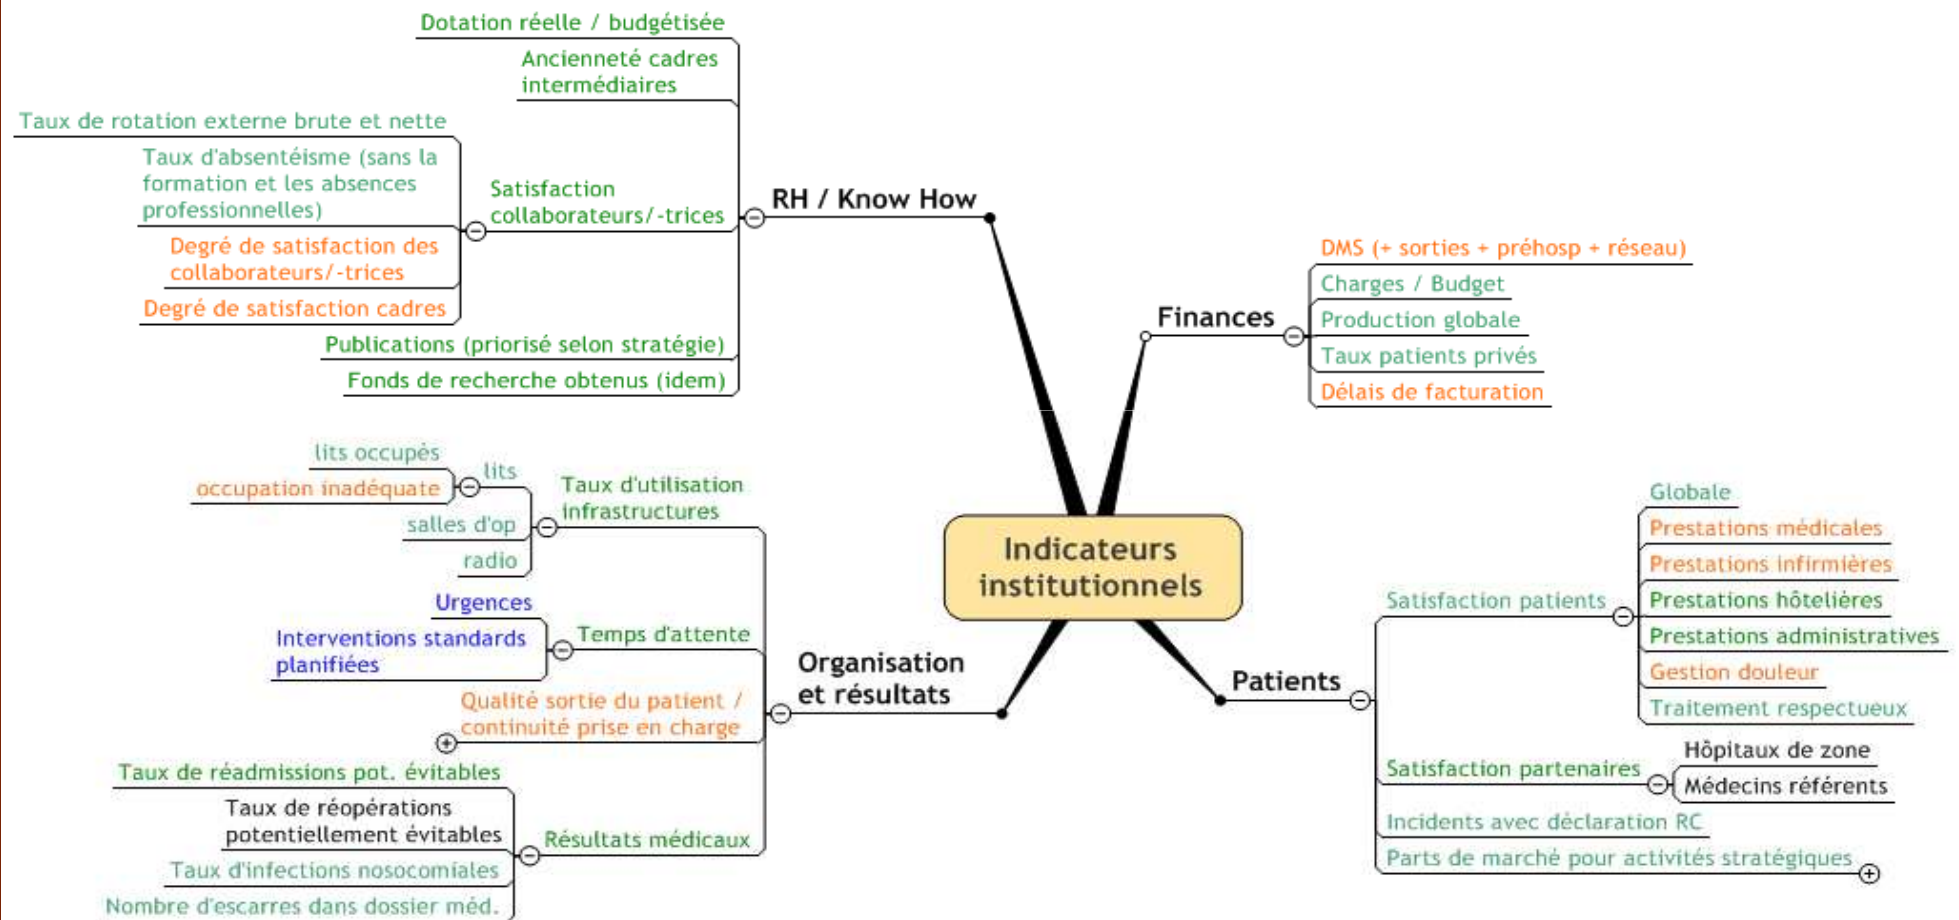 Dotation réelle / budgétisée
Ancienneté cadres
intermédiaires
Taux de rotation externe brute et nette
Taux d'absentéisme (sans la
formation et les absences
professionnelles)
Degré de satisfaction des
collaborateurs/-trices
Degré de satisfaction cadres
Satisfaction
collaborateurs/-trices
Publications (priorisé selon stratégie)
Fonds de recherche obtenus (idem)
RH / Know How
Finances
DMS (+ sorties + préhosp + réseau)
Charges / Budget
Production globale
Taux patients privés
Délais de facturation
Indicateurs
institutionnels
lits occupés
occupation inadéquate
lits
salles d'op
radio
Taux d'utilisation
infrastructures
Urgences
Interventions standards
planifiées
Temps d'attente
Qualité sortie du patient /
continuité prise en charge
Taux de réadmissions pot. évitables
Taux de réopérations
potentiellement évitables
Taux d'infections nosocomiales
Nombre d'escarres dans dossier méd.
Résultats médicaux
Organisation
et résultats
Patients
Satisfaction patients
Globale
Prestations médicales
Prestations infirmières
Prestations hôtelières
Prestations administratives
Gestion douleur
Traitement respectueux
Satisfaction partenaires
Hôpitaux de zone
Médecins référents
Incidents avec déclaration RC
Parts de marché pour activités stratégiques